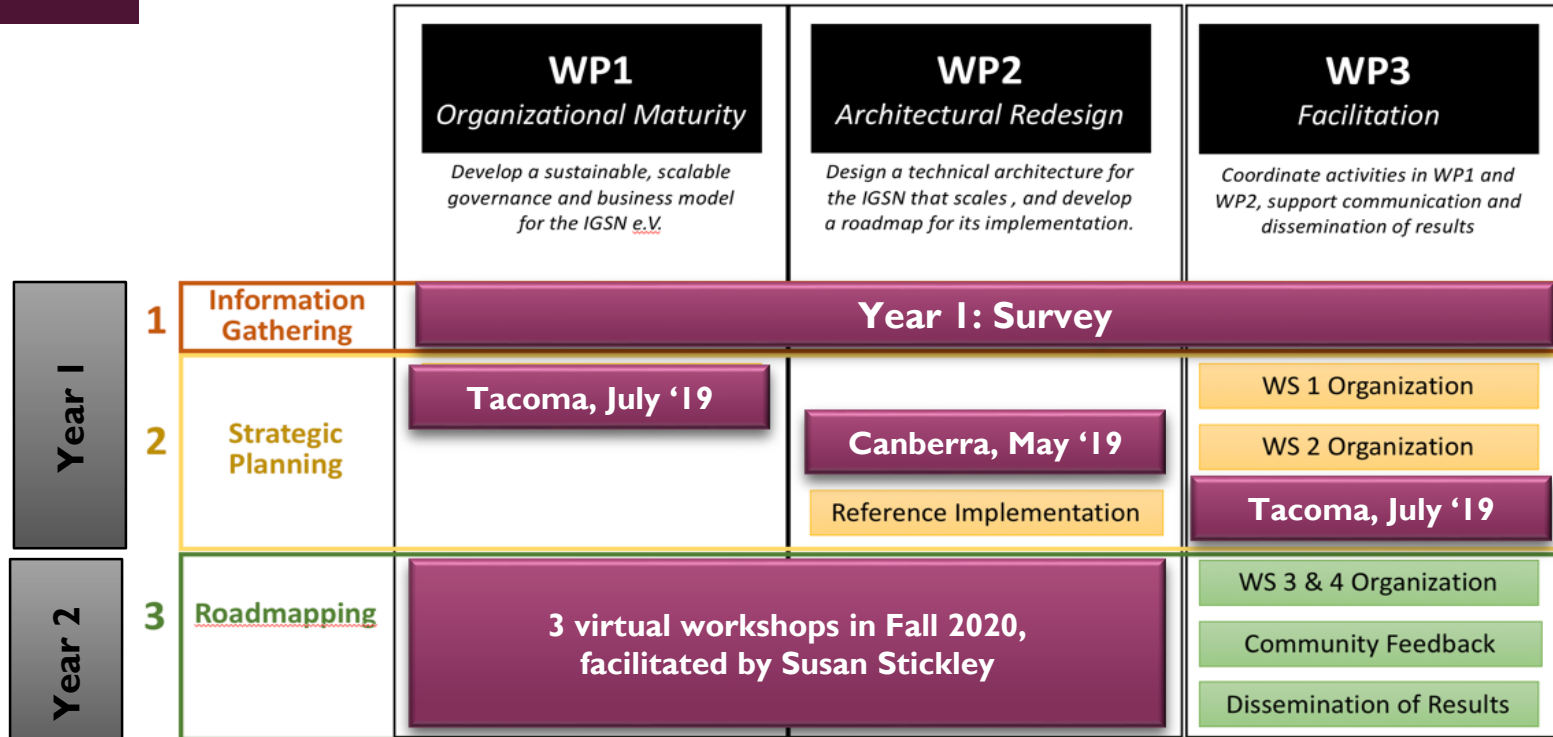 WP1
Organizational Maturity
Develop a sustainable, scalable
governance and business model
for the IGSN e.V.
WP2
Architectural Redesign
Design a technical architecture for
the IGSN that scales , and develop
a roadmap for its implementation.
WP3
Facilitation
Coordinate activities in WP1 and
WP2, support communication and
dissemination of results
Year 1
1
Information
Gathering
Year 1: Survey
2
Strategic
Planning
Tacoma, July ‘19
Canberra, May ‘19
Reference Implementation
WS 1 Organization
WS 2 Organization
Tacoma, July ‘19
Year 2
3
Roadmapping
3 virtual workshops in Fall 2020,
facilitated by Susan Stickley
WS 3 & 4 Organization
Community Feedback
Dissemination of Results